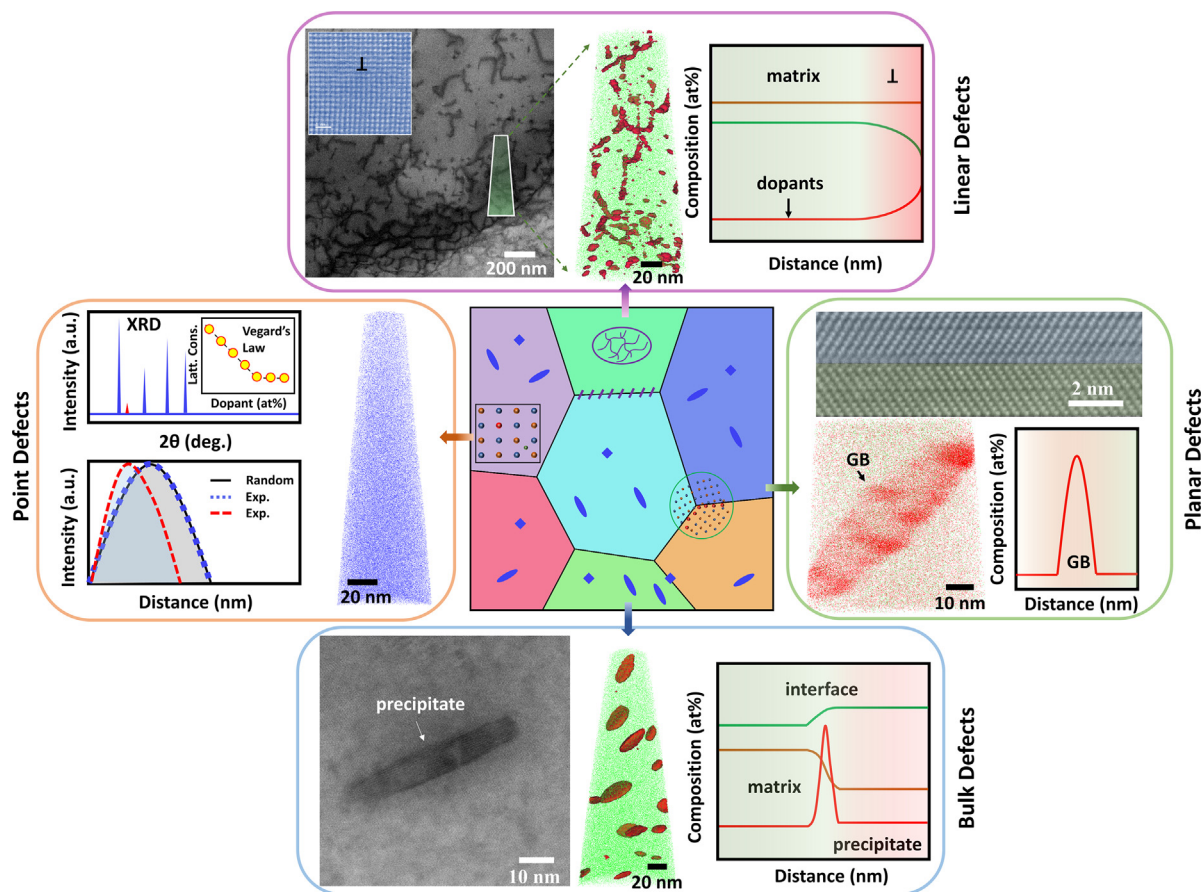 ⊥
200 nm
20 nm
Composition (at%)
matrix
⊥
dopants
Distance (nm)
Linear Defects
Point Defects
Intensity (a.u.)
XRD
Latt. Cons.
Vegard's
Law
Dopant (at%)
2θ (deg.)
Intensity (a.u.)
Random
Exp.
Exp.
Distance (nm)
20 nm
2 nm
GB
10 nm
Composition (at%)
GB
Distance (nm)
Planar Defects
precipitate
10 nm
20 nm
Composition (at%)
interface
matrix
precipitate
Distance (nm)
Bulk Defects